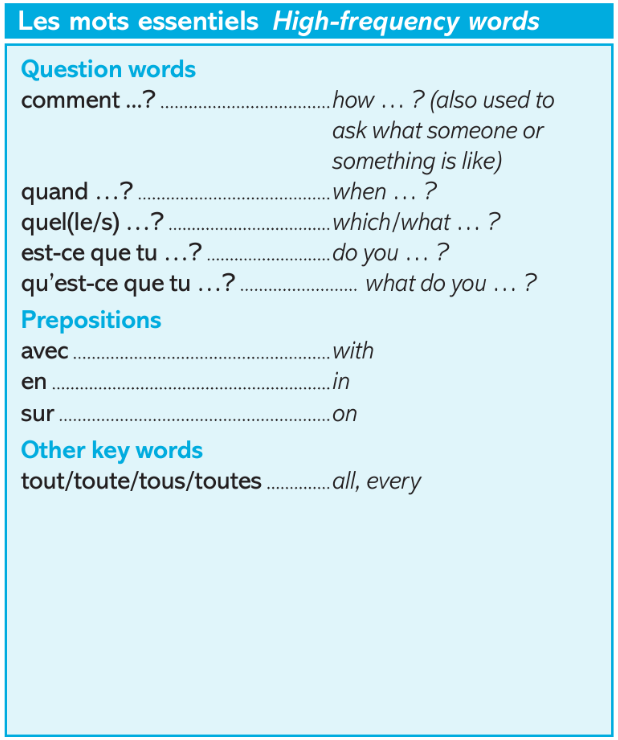 Les mots essentiels High-frequency words
Question words
comment ...? ................................... how ... ? (also used to
ask what someone or
something is like)
quand ...? ........................................ when ... ?
quel(le/s) ...? .................................. which/what ... ?
est-ce que tu ...? .......................... do you ... ?
qu'est-ce que tu ...? ......................... what do you ... ?
Prepositions
avec ...................................................... with
en .......................................................... in
sur ......................................................... on
Other key words
tout/toute/tous/toutes ............. all, every